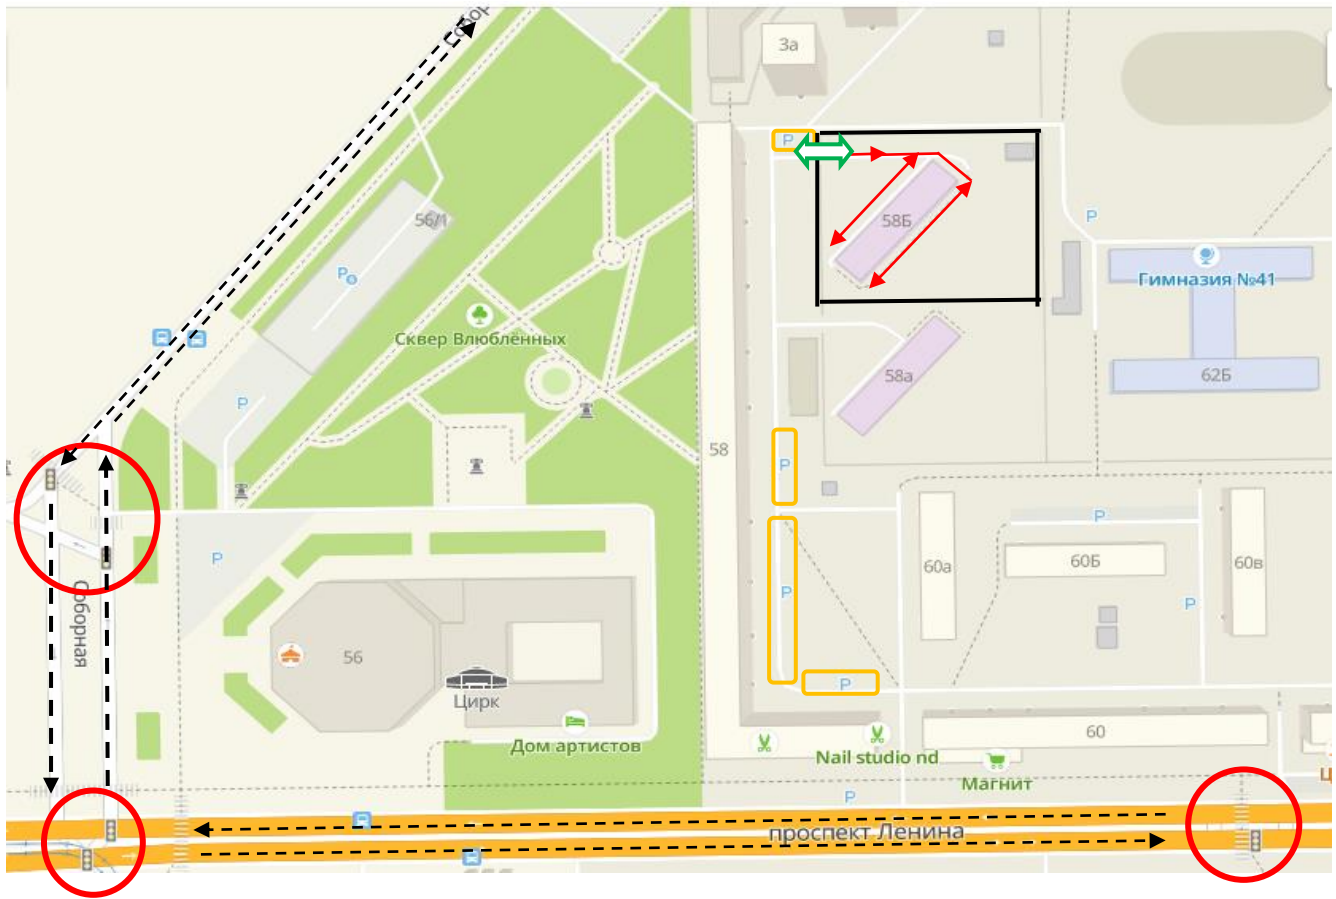 Собор
3а
P
56/1
58Б
P
Гимназия №41
P
Сквер Влюблённых
58а
62Б
P
58
P
P
P
60а
60Б
60в
P
P
P
Соборная
56
Цирк
P
Дом артистов
60
Nail studio nd
Магнит
Ц
P
проспект Ленина